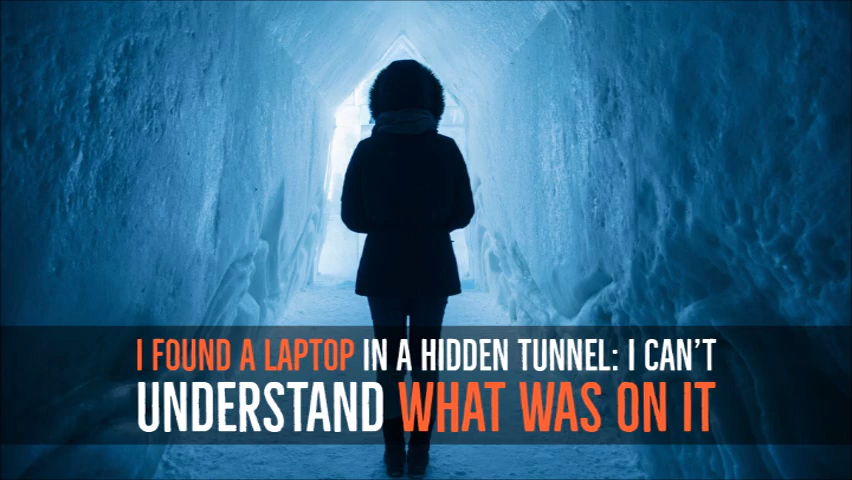 I FOUND A LAPTOP IN A HIDDEN TUNNEL: I CAN'T
UNDERSTAND WHAT WAS ON IT